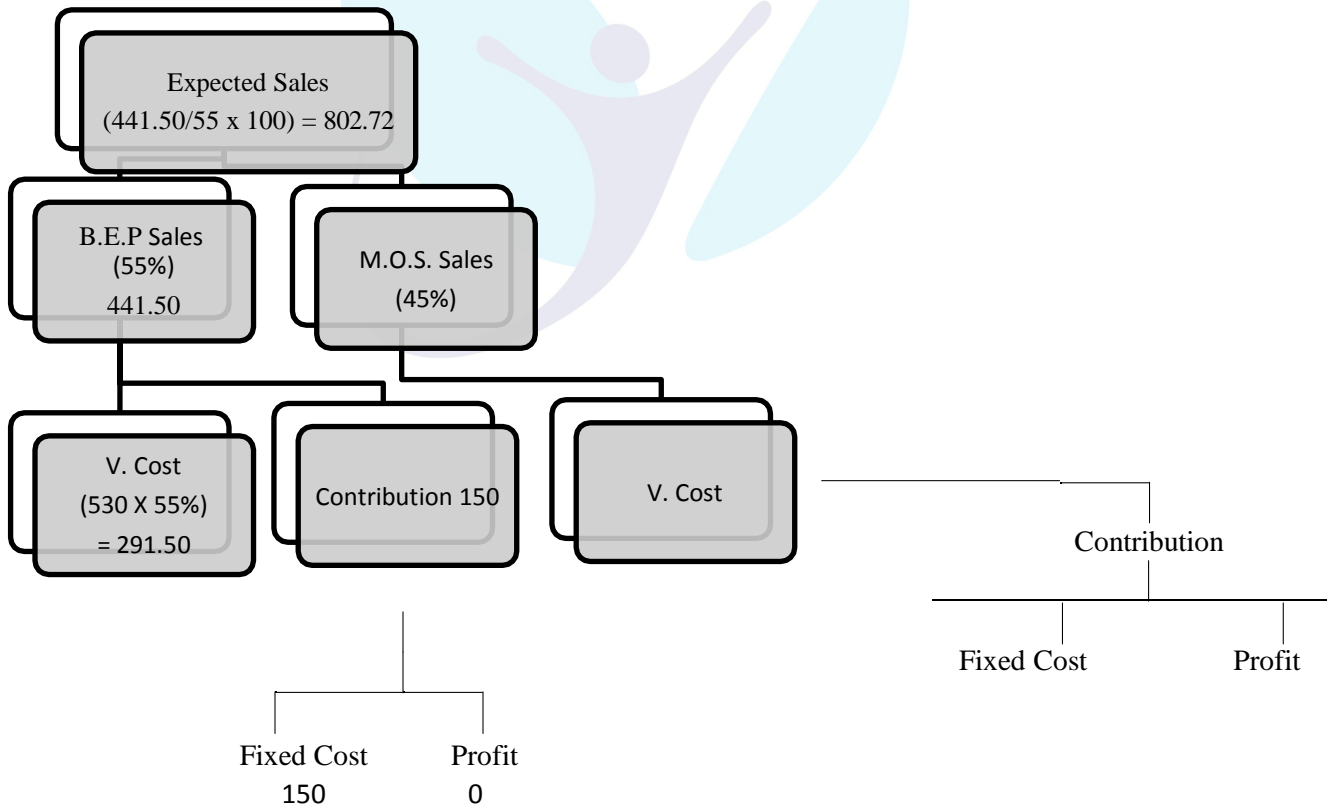 Expected Sales
(441.50/55 x 100) = 802.72
B.E.P Sales
(55%)
441.50
M.O.S. Sales
(45%)
V. Cost
(530 X 55%)
= 291.50
Contribution 150
V. Cost
Contribution
Fixed Cost
Profit
Fixed Cost
150
Profit
0